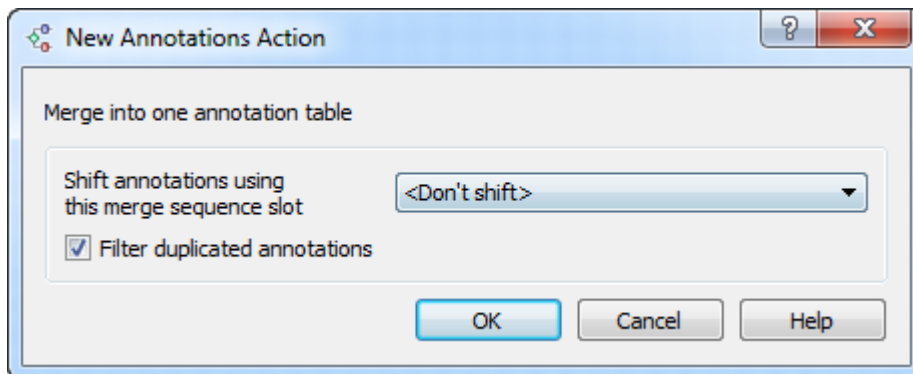 New Annotations Action
?
X
Merge into one annotation table
Shift annotations using
this merge sequence slot
<Don't shift>
Filter duplicated annotations
OK
Cancel
Help